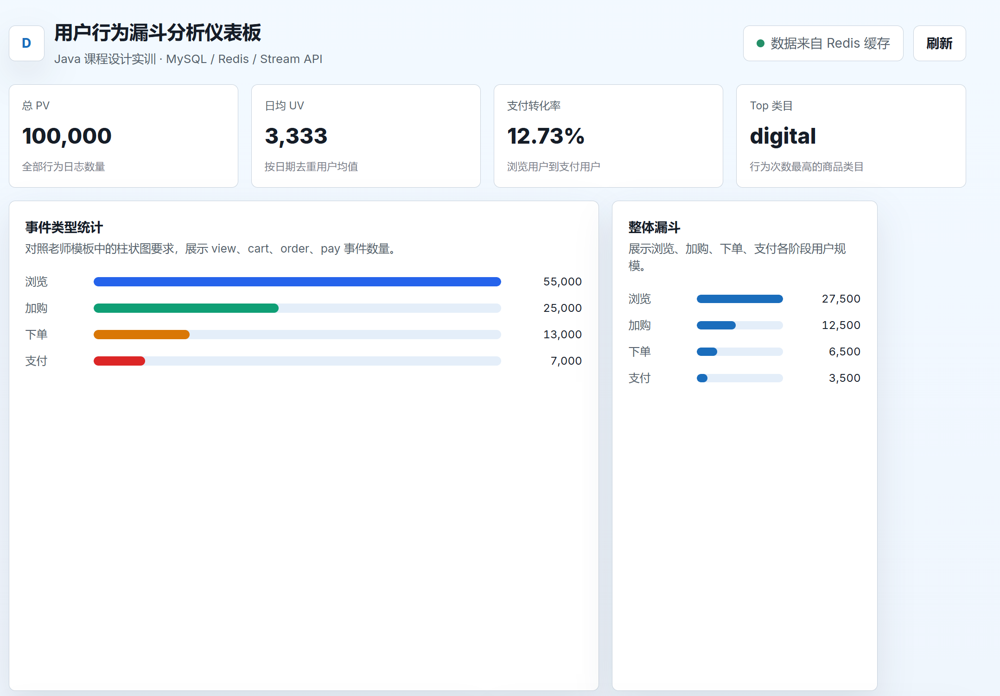 D
用户行为漏斗分析仪表板
Java 课程设计实训 · MySQL / Redis / Stream API
数据来自 Redis 缓存
刷新
总 PV
100,000
全部行为日志数量
日均 UV
3,333
按日期去重用户均值
支付转化率
12.73%
浏览用户到支付用户
Top 类目
digital
行为次数最高的商品类目
事件类型统计
对照老师模板中的柱状图要求，展示 view、cart、order、pay 事件数量。
浏览 55,000
加购 25,000
下单 13,000
支付 7,000
整体漏斗
展示浏览、加购、下单、支付各阶段用户规
模。
浏览 27,500
加购 12,500
下单 6,500
支付 3,500